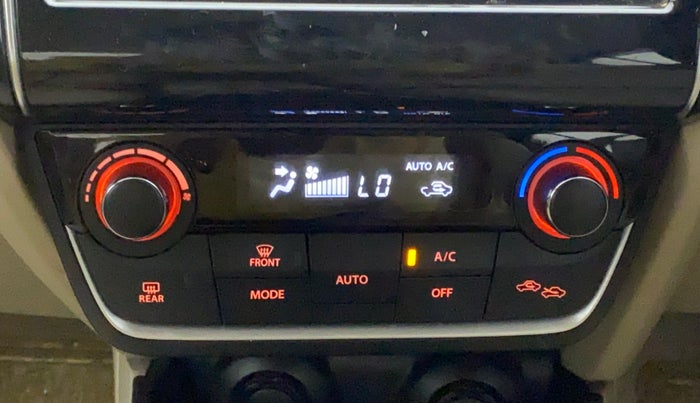 AUTO A/C
LO
FRONT
A/C
AUTO
REAR
MODE
OFF